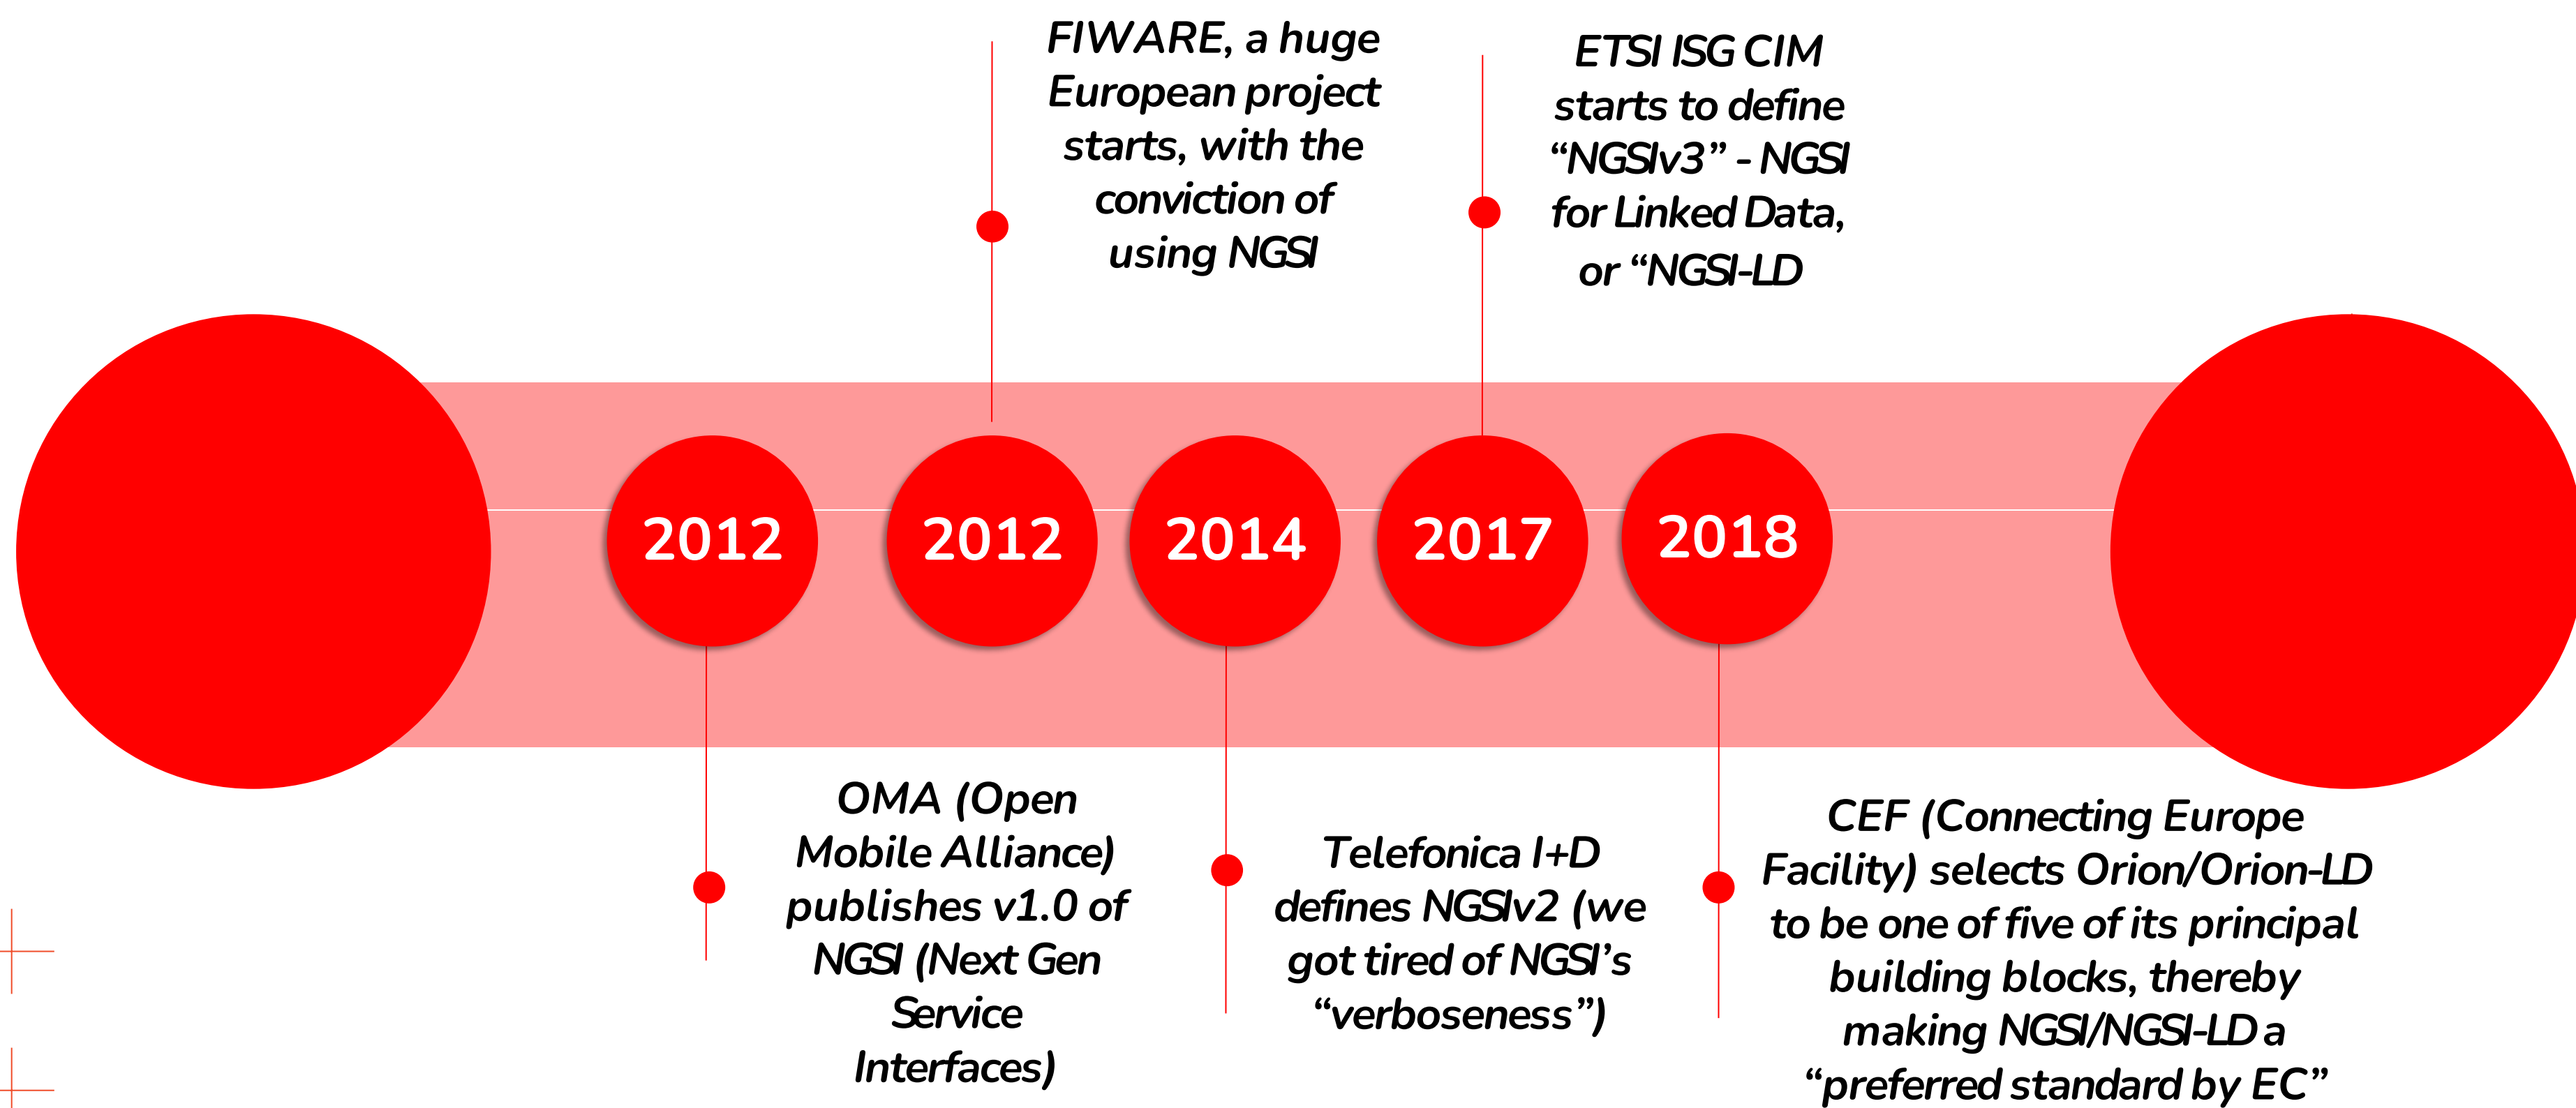 FIWARE, a huge
European project
starts, with the
conviction of
using NGSI
ETSI ISG CIM
starts to define
“NGSIv3” - NGSI
for Linked Data,
or “NGSI-LD
2012
2012
2014
2017
2018
OMA (Open
Mobile Alliance)
publishes v1.0 of
NGSI (Next Gen
Service
Interfaces)
Telefonica I+D
defines NGSIv2 (we
got tired of NGSI’s
“verboseness”)
CEF (Connecting Europe
Facility) selects Orion/Orion-LD
to be one of five of its principal
building blocks, thereby
making NGSI/NGSI-LD a
“preferred standard by EC”